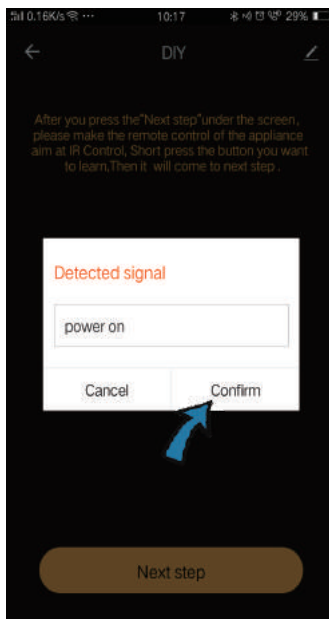 0.16K/s ... 10:17 29%
DIY
After you press the"Next step"under the screen,
please make the remote control of the appliance
aim at IR Control, Short press the button you want
to learn,Then it will come to next step .
Detected signal
power on
Cancel Confirm
Next step